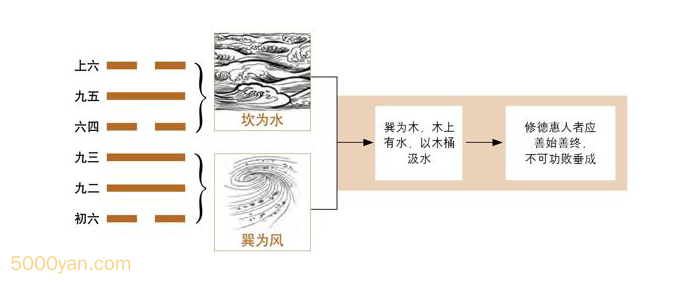 上六
九五
六四
九三
九二
初六
坎为水
巽为风
巽为木，木上
有水，以木桶
汲水
修德惠人者应
善始善终，
不可功败垂成
5000yan.com